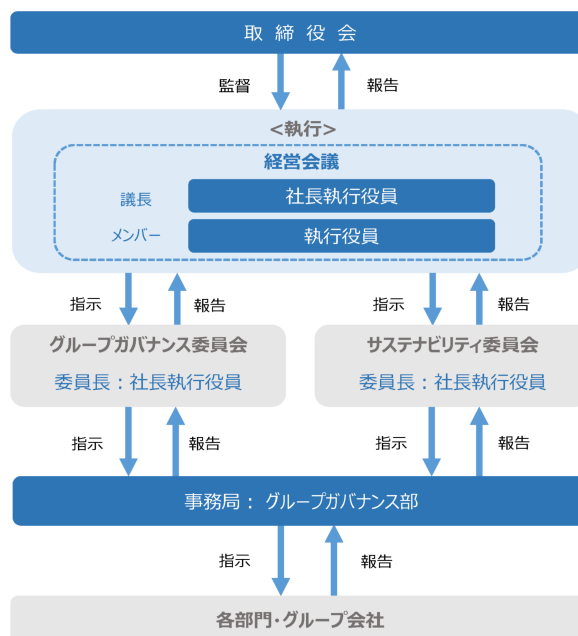 取締役会
監督 報告
<執行>
経営会議
議長 社長執行役員
メンバー 執行役員
指示 報告 指示 報告
グループガバナンス委員会 サステナビリティ委員会
委員長：社長執行役員 委員長：社長執行役員
指示 報告 指示 報告
事務局： グループガバナンス部
指示 報告
各部門・グループ会社